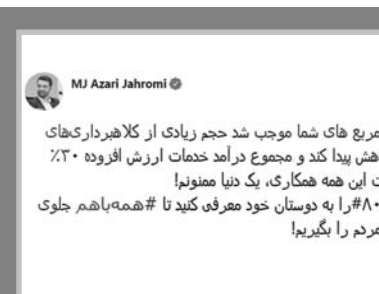 MJ Azari Jahromi
مربع های شما موجب شد حجم زیادی از کلاهبرداری‌های
هش پیدا کند و مجموع درآمد خدمات ارزش افزوده ۳۰٪
ت این همه همکاری، یک دنیا ممنونم!
۸۰#را به دوستان خود معرفی کنید تا #همه‌باهم جلوی
مردم را بگیریم!